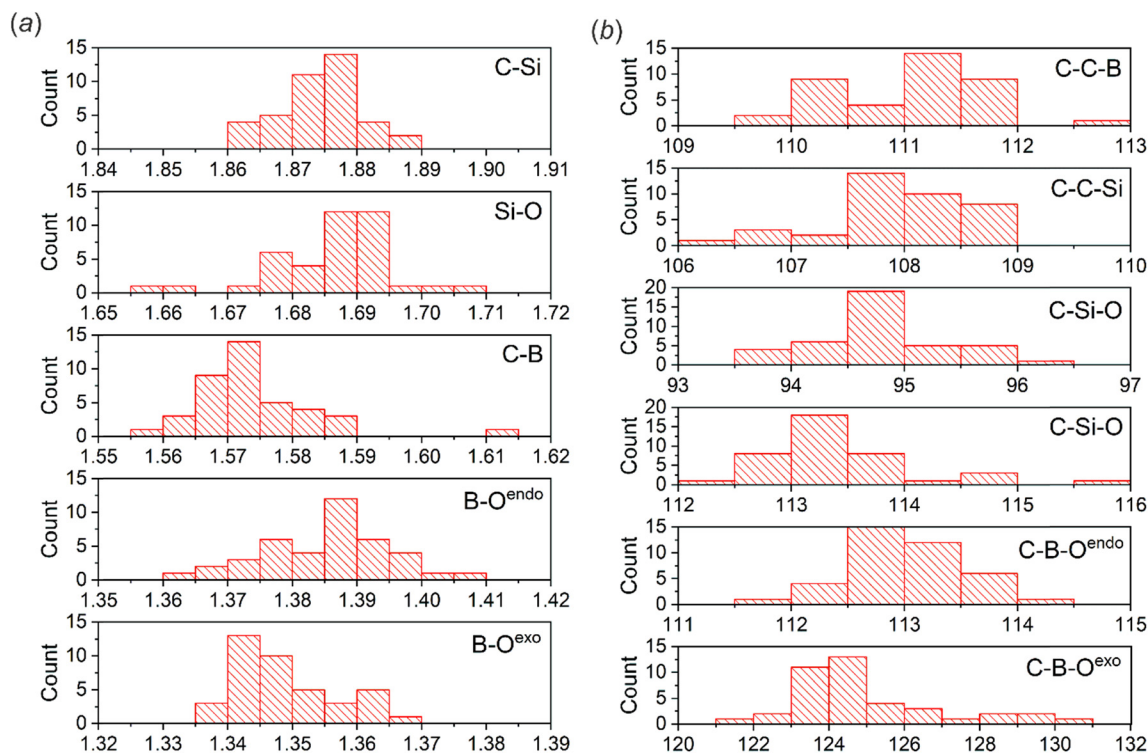 (a)
Count
15
10
5
0
C-Si
1.84 1.85 1.86 1.87 1.88 1.89 1.90 1.91
Count
15
10
5
0
Si-O
1.65 1.66 1.67 1.68 1.69 1.70 1.71 1.72
Count
15
10
5
0
C-B
1.55 1.56 1.57 1.58 1.59 1.60 1.61 1.62
Count
15
10
5
0
B-O^endo
1.35 1.36 1.37 1.38 1.39 1.40 1.41 1.42
Count
15
10
5
0
B-O^exo
1.32 1.33 1.34 1.35 1.36 1.37 1.38 1.39
(b)
Count
15
10
5
0
C-C-B
109 110 111 112 113
Count
15
10
5
0
C-C-Si
106 107 108 109 110
Count
20
15
10
5
0
C-Si-O
93 94 95 96 97
Count
20
15
10
5
0
C-Si-O
112 113 114 115 116
Count
15
10
5
0
C-B-O^endo
111 112 113 114 115
Count
15
10
5
0
C-B-O^exo
120 122 124 126 128 130 132